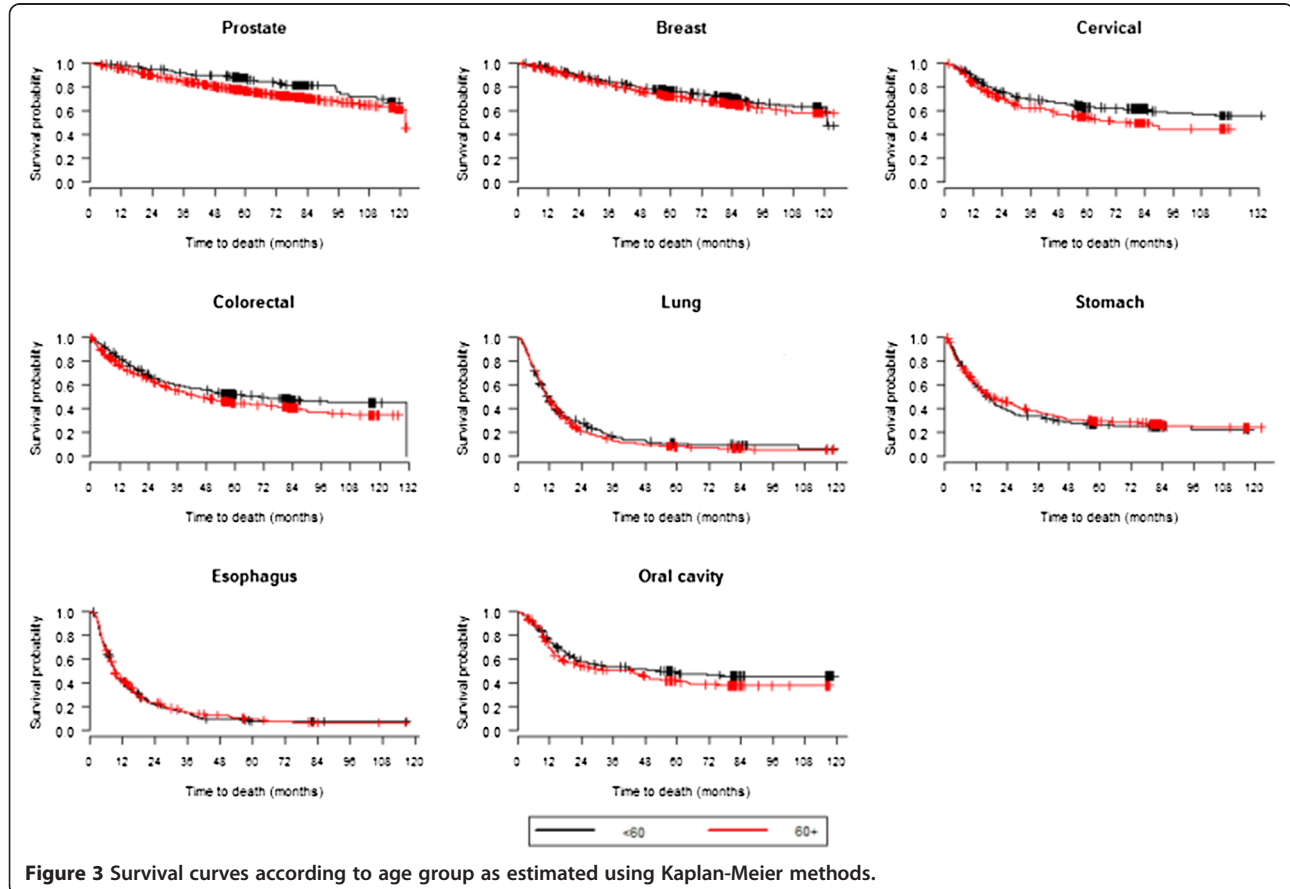 Prostate
Breast
Cervical
Survival probability
1.0
0.8
0.6
0.4
0.2
0.0
0 12 24 36 48 60 72 84 96 108 120
Time to death (months)
Survival probability
1.0
0.8
0.6
0.4
0.2
0.0
0 12 24 36 48 60 72 84 96 108 120
Time to death (months)
Survival probability
1.0
0.8
0.6
0.4
0.2
0.0
0 12 24 36 48 60 72 84 96 108 132
Time to death (months)
Colorectal
Lung
Stomach
Survival probability
1.0
0.8
0.6
0.4
0.2
0.0
0 12 24 36 48 60 72 84 96 108 120 132
Time to death (months)
Survival probability
1.0
0.8
0.6
0.4
0.2
0.0
0 12 24 36 48 60 72 84 96 108 120
Time to death (months)
Survival probability
1.0
0.8
0.6
0.4
0.2
0.0
0 12 24 36 48 60 72 84 96 108 120
Time to death (months)
Esophagus
Oral cavity
Survival probability
1.0
0.8
0.6
0.4
0.2
0.0
0 12 24 36 48 60 72 84 96 108 120
Time to death (months)
Survival probability
1.0
0.8
0.6
0.4
0.2
0.0
0 12 24 36 48 60 72 84 96 108 120
Time to death (months)
<60 60+
Figure 3 Survival curves according to age group as estimated using Kaplan-Meier methods.